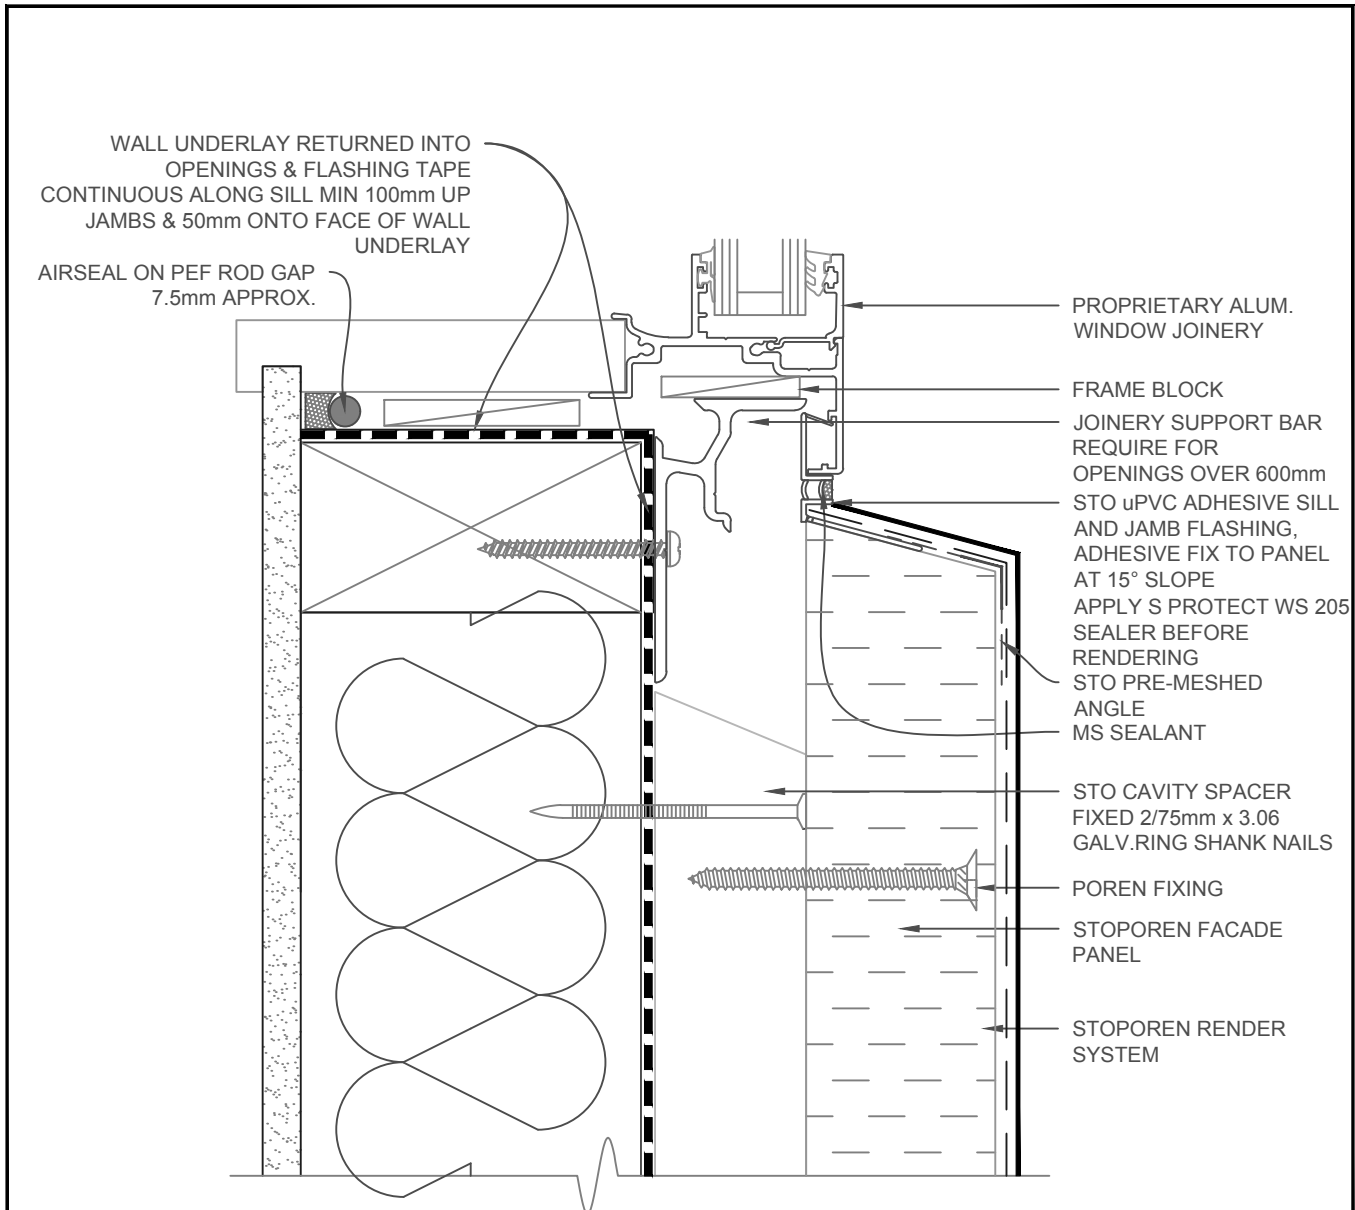 WALL UNDERLAY RETURNED INTO
OPENINGS & FLASHING TAPE
CONTINUOUS ALONG SILL MIN 100mm UP
JAMBS & 50mm ONTO FACE OF WALL
UNDERLAY
AIRSEAL ON PEF ROD GAP
7.5mm APPROX.
PROPRIETARY ALUM.
WINDOW JOINERY
FRAME BLOCK
JOINERY SUPPORT BAR
REQUIRE FOR
OPENINGS OVER 600mm
STO uPVC ADHESIVE SILL
AND JAMB FLASHING,
ADHESIVE FIX TO PANEL
AT 15° SLOPE
APPLY S PROTECT WS 205
SEALER BEFORE
RENDERING
STO PRE-MESHED
ANGLE
MS SEALANT
STO CAVITY SPACER
FIXED 2/75mm x 3.06
GALV.RING SHANK NAILS
POREN FIXING
STOPOREN FACADE
PANEL
STOPOREN RENDER
SYSTEM